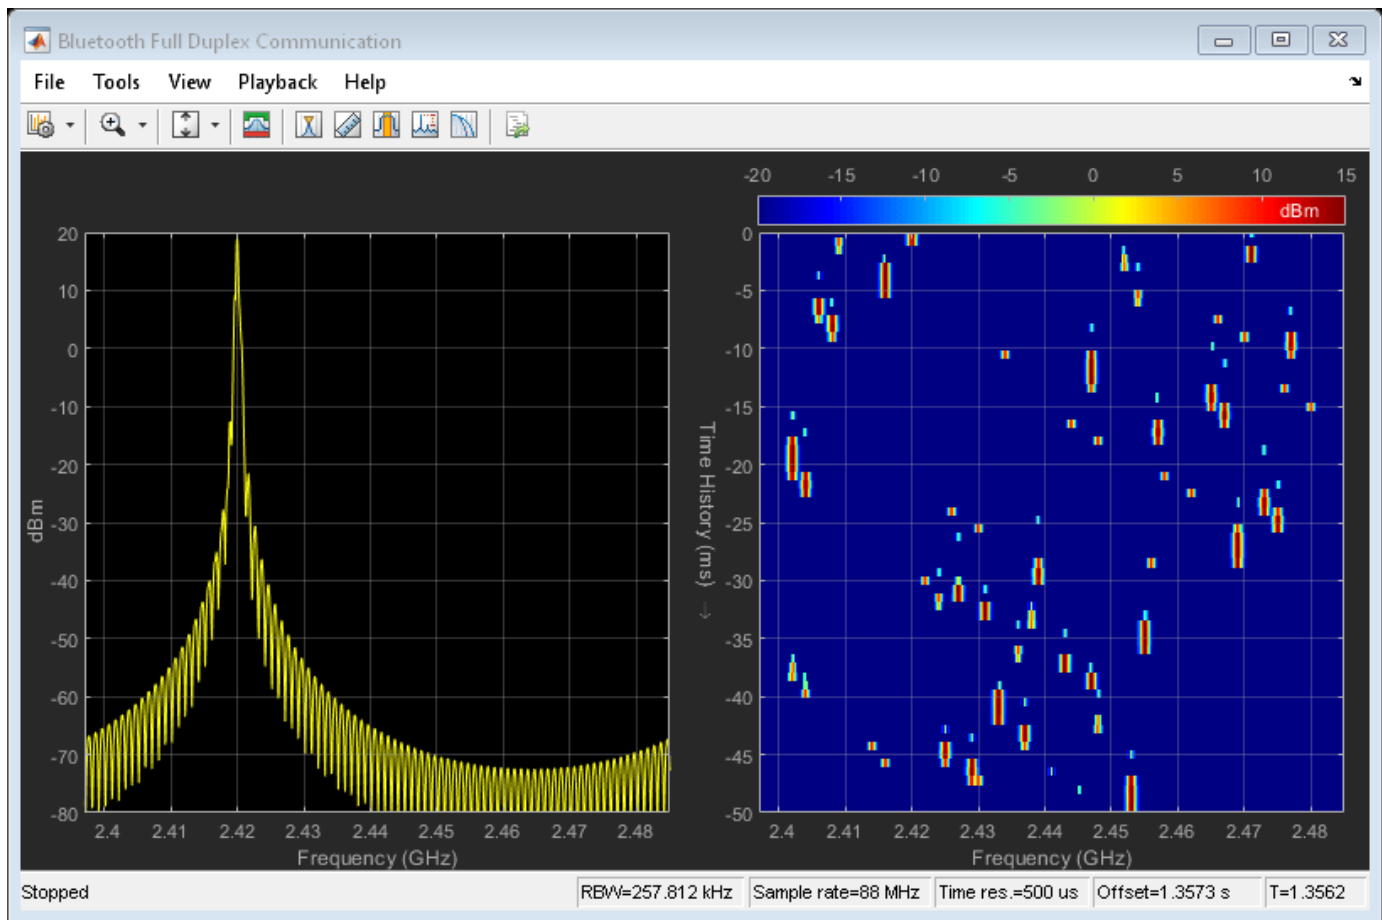 Bluetooth Full Duplex Communication
File Tools View Playback Help
-20 -15 -10 -5 0 5 10 15
dBm
20
10
0
-10
-20
-30
-40
-50
-60
-70
-80
dBm
2.4 2.41 2.42 2.43 2.44 2.45 2.46 2.47 2.48
Frequency (GHz)
0
-5
-10
-15
-20
-25
-30
-35
-40
-45
-50
Time History (ms) →
2.4 2.41 2.42 2.43 2.44 2.45 2.46 2.47 2.48
Frequency (GHz)
Stopped RBW=257.812 kHz Sample rate=88 MHz Time res.=500 us Offset=1.3573 s T=1.3562